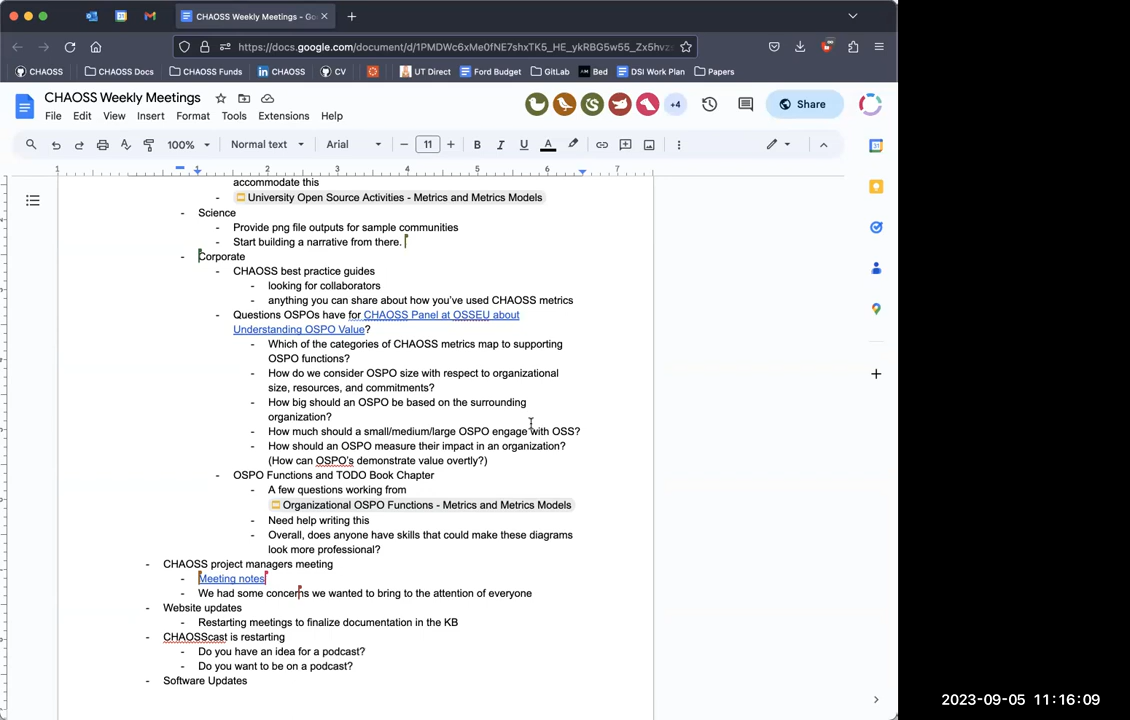 CHAOSS Weekly Meetings - Go
https://docs.google.com/document/d/1PMDWc6xMe0fNE7shxTK5_HE_ykRBG5w55_Zx5hvz
CHAOSS
CHAOSS Docs
CHAOSS Funds
CHAOSS
CV
UT Direct
Ford Budget
GitLab
Bed
DSI Work Plan
Papers
CHAOSS Weekly Meetings
+4
Share
File Edit View Insert Format Tools Extensions Help
100% Normal text Arial 11
1 1 2 3 4 5 6 7
accommodate this
- University Open Source Activities - Metrics and Metrics Models
- Science
- Provide png file outputs for sample communities
- Start building a narrative from there.
- Corporate
- CHAOSS best practice guides
- looking for collaborators
- anything you can share about how you've used CHAOSS metrics
- Questions OSPOs have for CHAOSS Panel at OSSEU about
Understanding OSPO Value?
- Which of the categories of CHAOSS metrics map to supporting
OSPO functions?
- How do we consider OSPO size with respect to organizational
size, resources, and commitments?
- How big should an OSPO be based on the surrounding
organization?
- How much should a small/medium/large OSPO engage with OSS?
- How should an OSPO measure their impact in an organization?
(How can OSPO's demonstrate value overtly?)
- OSPO Functions and TODO Book Chapter
- A few questions working from
Organizational OSPO Functions - Metrics and Metrics Models
- Need help writing this
- Overall, does anyone have skills that could make these diagrams
look more professional?
- CHAOSS project managers meeting
- Meeting notes
- We had some concerns we wanted to bring to the attention of everyone
- Website updates
- Restarting meetings to finalize documentation in the KB
- CHAOSScast is restarting
- Do you have an idea for a podcast?
- Do you want to be on a podcast?
- Software Updates
2023-09-05 11:16:09